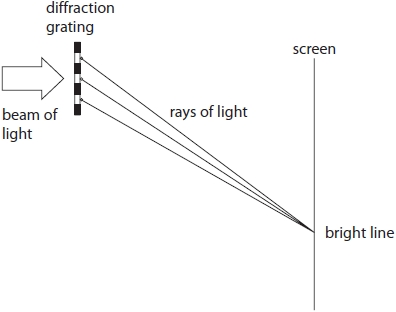 diffraction
grating
screen
beam of
light
rays of light
bright line